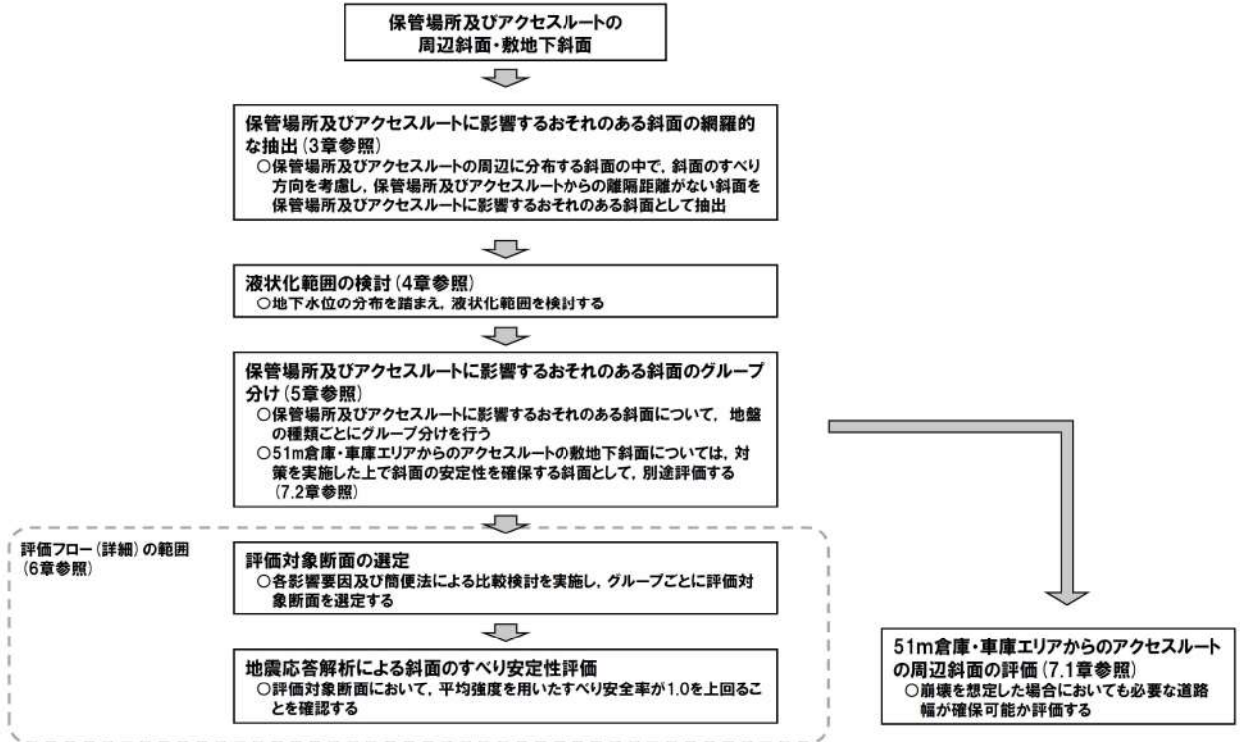 保管場所及びアクセスルートの
周辺斜面・敷地下斜面
保管場所及びアクセスルートに影響するおそれのある斜面の網羅的
な抽出(3章参照)
○保管場所及びアクセスルートの周辺に分布する斜面の中で，斜面のすべり
方向を考慮し，保管場所及びアクセスルートからの離隔距離がない斜面を
保管場所及びアクセスルートに影響するおそれのある斜面として抽出
液状化範囲の検討(4章参照)
○地下水位の分布を踏まえ，液状化範囲を検討する
保管場所及びアクセスルートに影響するおそれのある斜面のグループ
分け(5章参照)
○保管場所及びアクセスルートに影響するおそれのある斜面について，地盤
の種類ごとにグループ分けを行う
○51m倉庫・車庫エリアからのアクセスルートの敷地下斜面については，対
策を実施した上で斜面の安定性を確保する斜面として，別途評価する
(7.2章参照)
評価フロー(詳細)の範囲
(6章参照)
評価対象断面の選定
○各影響要因及び簡便法による比較検討を実施し，グループごとに評価対
象断面を選定する
地震応答解析による斜面のすべり安定性評価
○評価対象断面において，平均強度を用いたすべり安全率が1.0を上回るこ
とを確認する
51m倉庫・車庫エリアからのアクセスルート
の周辺斜面の評価(7.1章参照)
○崩壊を想定した場合においても必要な道路
幅が確保可能か評価する